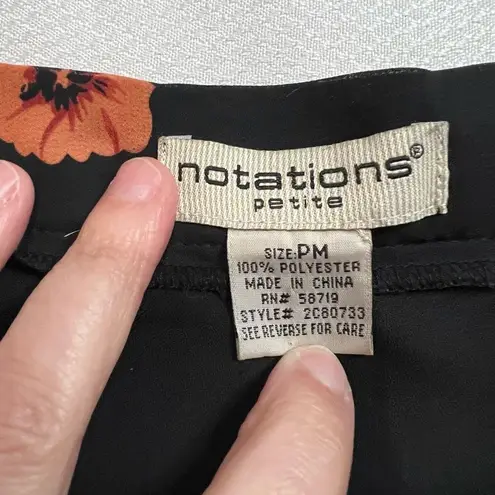 notations®
petite
SIZE:PM
100% POLYESTER
MADE IN CHINA
RN# 58719
STYLE# 2C80733
SEE REVERSE FOR CARE